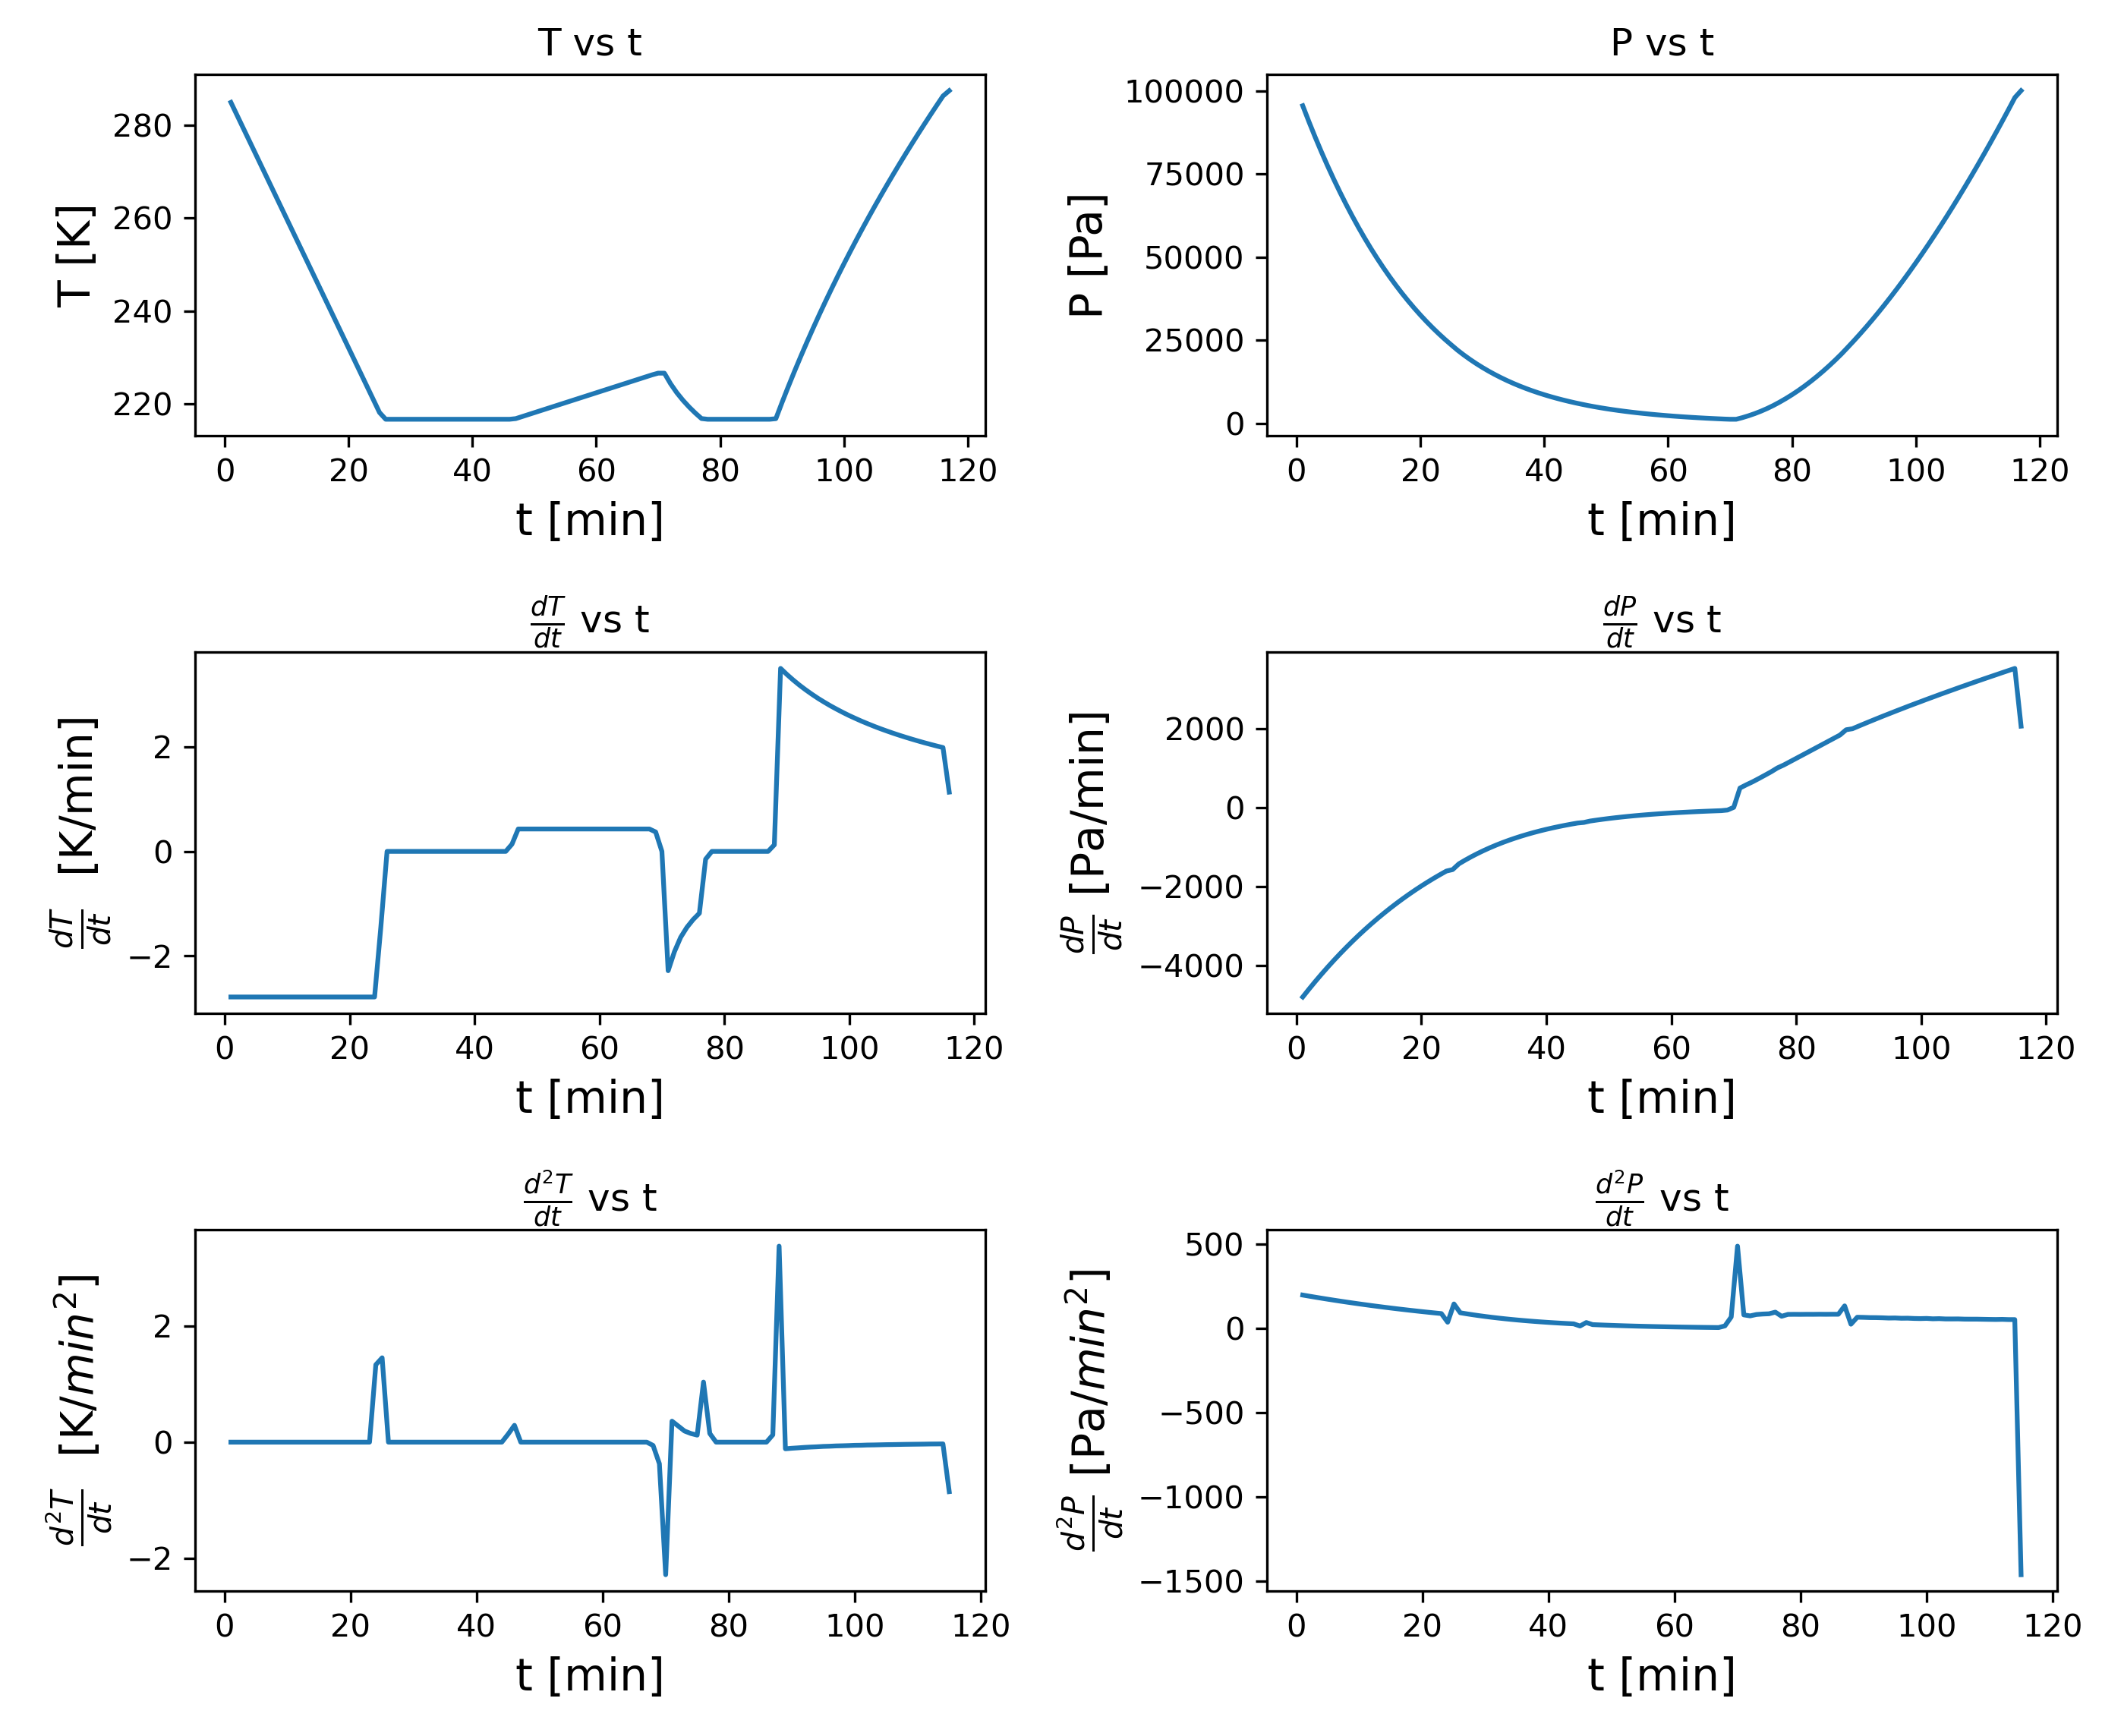 T vs t
T [K]
280
260
240
220
0 20 40 60 80 100 120
t [min]
P vs t
P [Pa]
100000
75000
50000
25000
0
0 20 40 60 80 100 120
t [min]
dT/dt vs t
dT/dt [K/min]
2
0
−2
0 20 40 60 80 100 120
t [min]
dP/dt vs t
dP/dt [Pa/min]
2000
0
−2000
−4000
0 20 40 60 80 100 120
t [min]
d²T/dt vs t
d²T/dt [K/min²]
2
0
−2
0 20 40 60 80 100 120
t [min]
d²P/dt vs t
d²P/dt [Pa/min²]
500
0
−500
−1000
−1500
0 20 40 60 80 100 120
t [min]